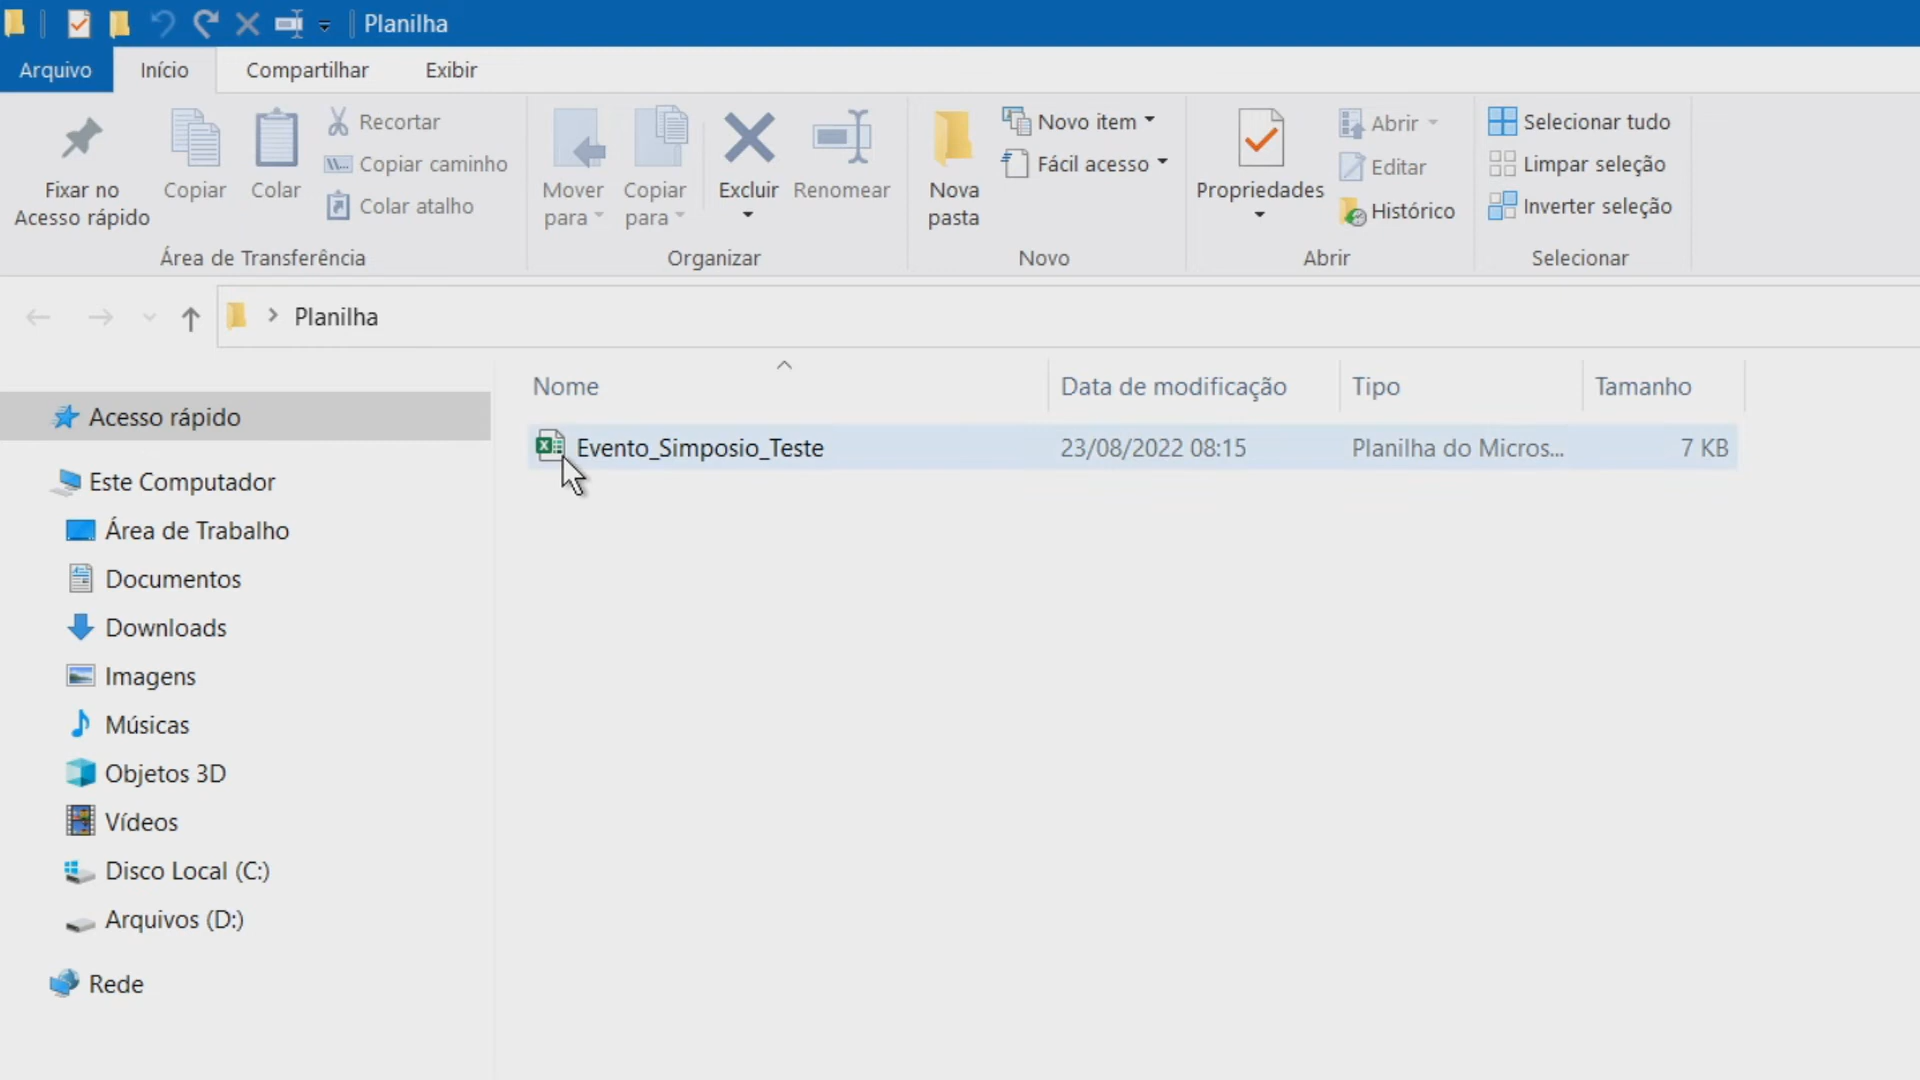 Planilha
Arquivo Início Compartilhar Exibir
Fixar no
Acesso rápido
Copiar
Colar
Recortar
Copiar caminho
Colar atalho
Área de Transferência
Mover
para
Copiar
para
Excluir
Renomear
Organizar
Nova
pasta
Novo item
Fácil acesso
Novo
Propriedades
Abrir
Editar
Histórico
Abrir
Selecionar tudo
Limpar seleção
Inverter seleção
Selecionar
Planilha
Acesso rápido
Este Computador
Área de Trabalho
Documentos
Downloads
Imagens
Músicas
Objetos 3D
Vídeos
Disco Local (C:)
Arquivos (D:)
Rede
Nome Data de modificação Tipo Tamanho
Evento_Simposio_Teste 23/08/2022 08:15 Planilha do Micros... 7 KB